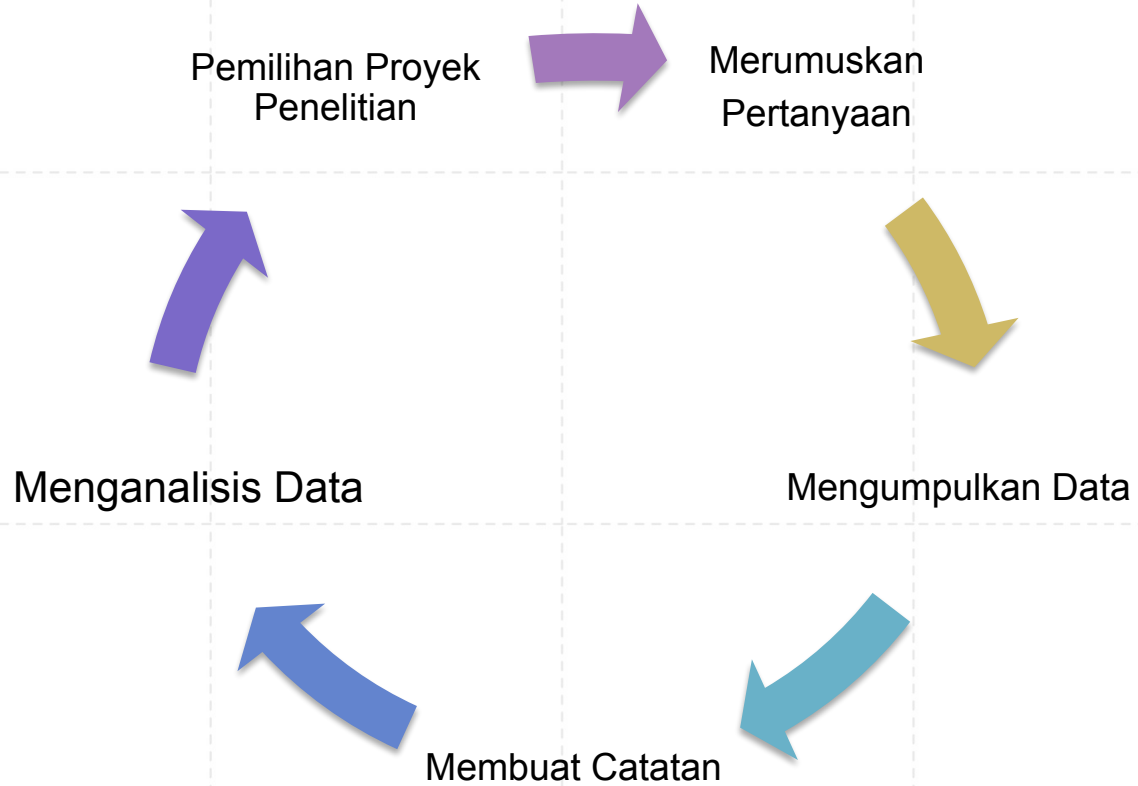 Pemilihan Proyek
Penelitian
Merumuskan
Pertanyaan
Menganalisis Data
Mengumpulkan Data
Membuat Catatan